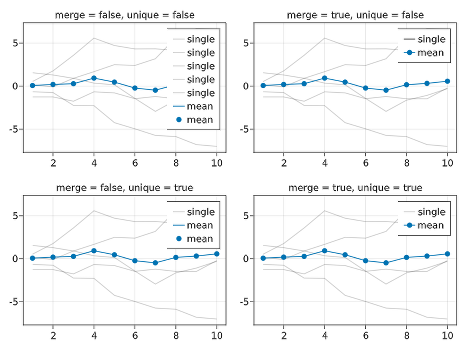 merge = false, unique = false
5
0
-5
2
4
6
8
10
single
single
single
single
single
mean
mean
merge = true, unique = false
5
0
-5
2
4
6
8
10
single
mean
merge = false, unique = true
5
0
-5
2
4
6
8
10
single
mean
mean
merge = true, unique = true
5
0
-5
2
4
6
8
10
single
mean